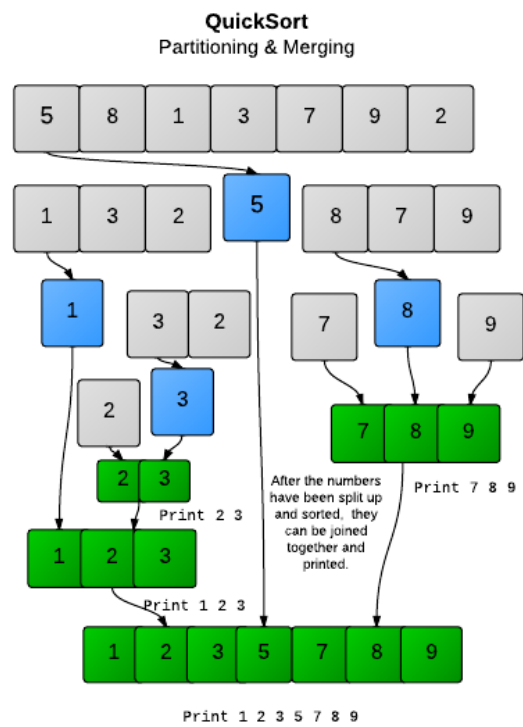 QuickSort
Partitioning & Merging
5 8 1 3 7 9 2
1 3 2
5
8 7 9
1
3 2
7
8
9
2
3
7 8 9
2 3
After the numbers
have been split up
and sorted, they
can be joined
together and
printed.
Print 7 8 9
Print 2 3
1 2 3
Print 1 2 3
1 2 3 5 7 8 9
Print 1 2 3 5 7 8 9